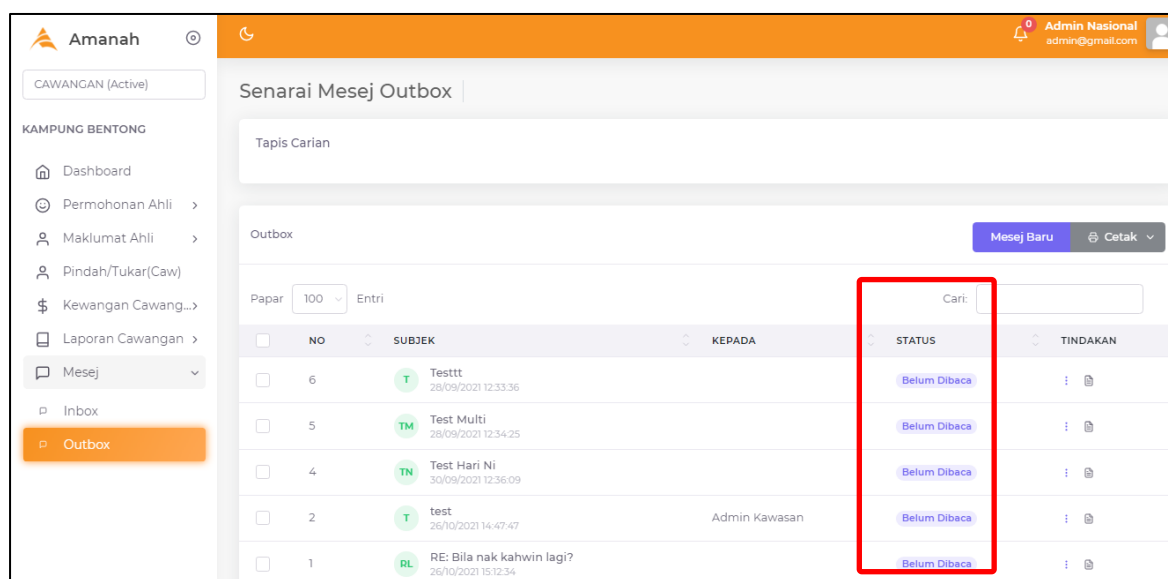 Amanah
0
Admin Nasional
admin@gmail.com
CAWANGAN (Active)
Senarai Mesej Outbox
KAMPUNG BENTONG
Tapis Carian
Dashboard
Permohonan Ahli
Maklumat Ahli
Pindah/Tukar(Caw)
Kewangan Cawang...
Laporan Cawangan
Mesej
Inbox
Outbox
Outbox
Mesej Baru
Cetak
Papar 100 Entri
Cari:
NO SUBJEK KEPADA STATUS TINDAKAN
6 T Testtt Belum Dibaca
28/09/2021 12:33:36
5 TM Test Multi Belum Dibaca
28/09/2021 12:34:25
4 TN Test Hari Ni Belum Dibaca
30/09/2021 12:36:09
2 T test Admin Kawasan Belum Dibaca
26/10/2021 14:47:47
1 RL RE: Bila nak kahwin lagi? Belum Dibaca
26/10/2021 15:12:34